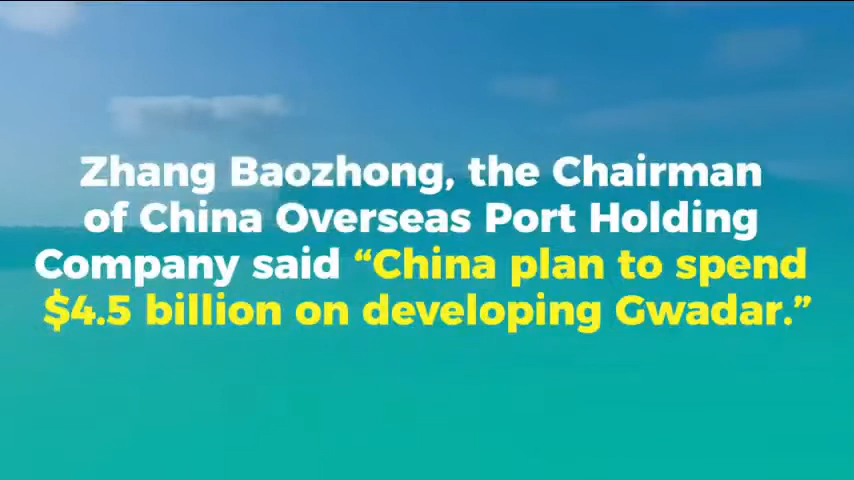 Zhang Baozhong, the Chairman
of China Overseas Port Holding
Company said “China plan to spend
$4.5 billion on developing Gwadar.”